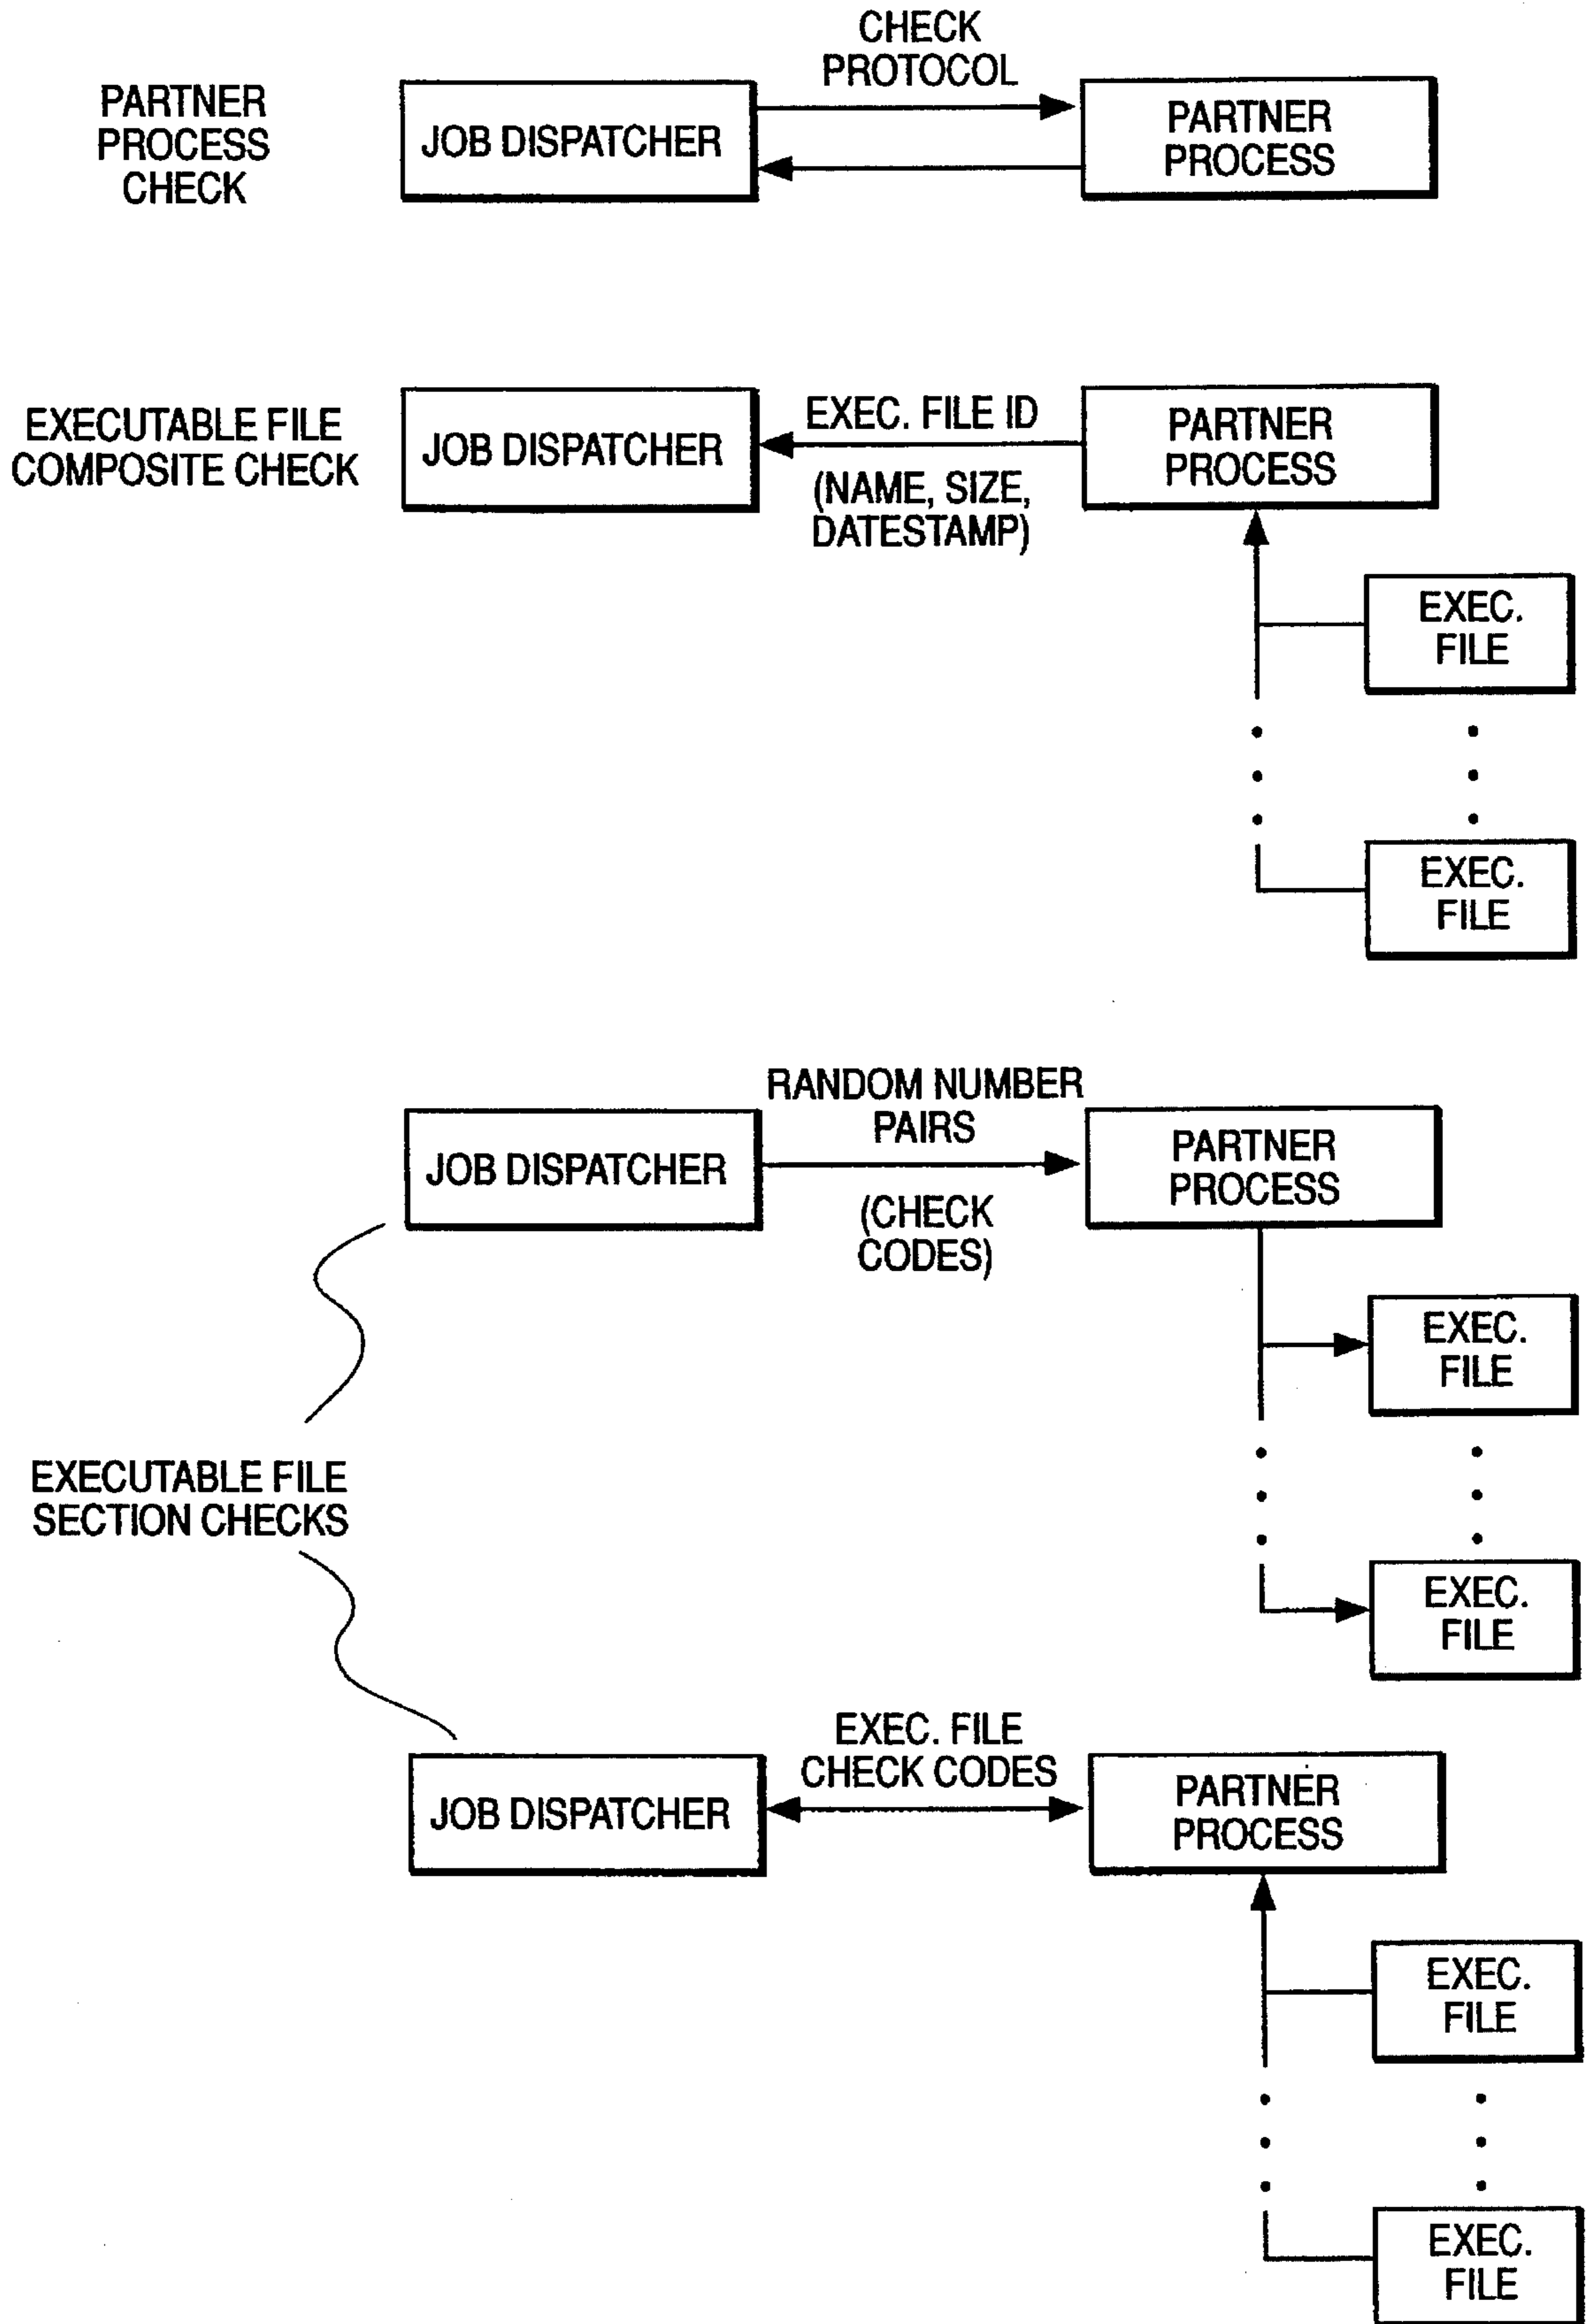 PARTNER
PROCESS
CHECK
JOB DISPATCHER
CHECK
PROTOCOL
PARTNER
PROCESS
EXECUTABLE FILE
COMPOSITE CHECK
JOB DISPATCHER
EXEC. FILE ID
(NAME, SIZE,
DATESTAMP)
PARTNER
PROCESS
EXEC.
FILE
EXEC.
FILE
EXECUTABLE FILE
SECTION CHECKS
JOB DISPATCHER
RANDOM NUMBER
PAIRS
(CHECK
CODES)
PARTNER
PROCESS
EXEC.
FILE
EXEC.
FILE
JOB DISPATCHER
EXEC. FILE
CHECK CODES
PARTNER
PROCESS
EXEC.
FILE
EXEC.
FILE